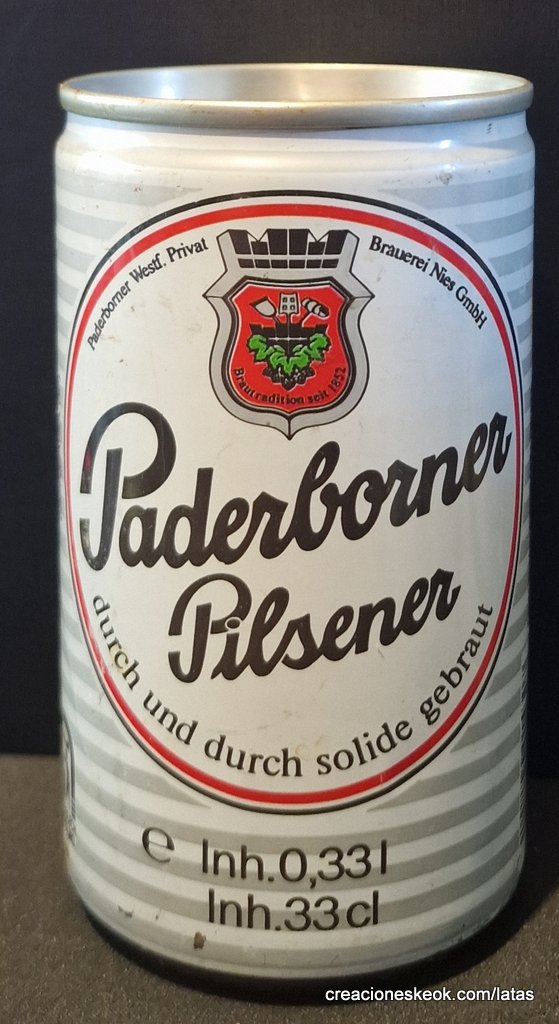 Paderborner Westf. Privat Brauerei Nies GmbH
Brautradition seit 1852
Paderborner
Pilsener
durch und durch solide gebraut
e Inh.0,33l
Inh.33cl
creacioneskeok.com/latas